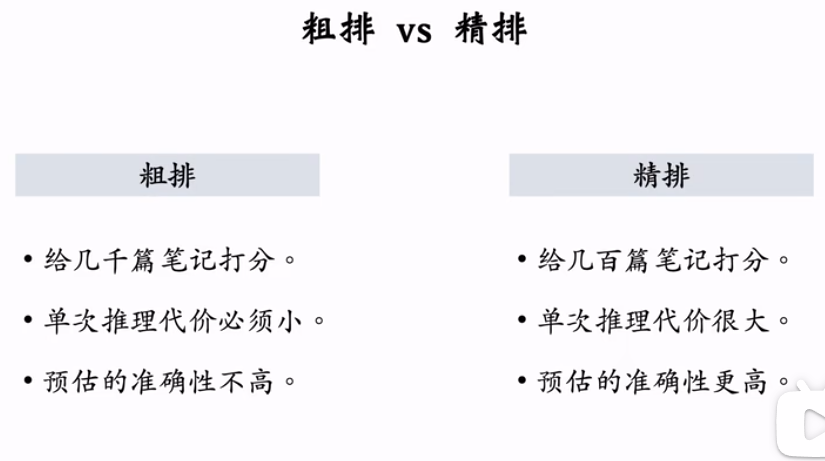 粗排 vs 精排
粗排
• 给几千篇笔记打分。
• 单次推理代价必须小。
• 预估的准确性不高。
精排
• 给几百篇笔记打分。
• 单次推理代价很大。
• 预估的准确性更高。